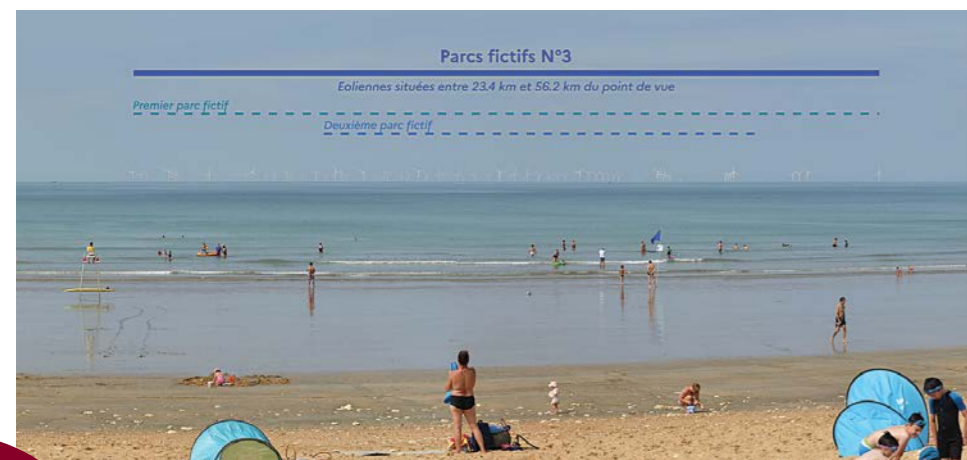 Parcs fictifs N°3
Eoliennes situées entre 23.4 km et 56.2 km du point de vue
Premier parc fictif
Deuxième parc fictif